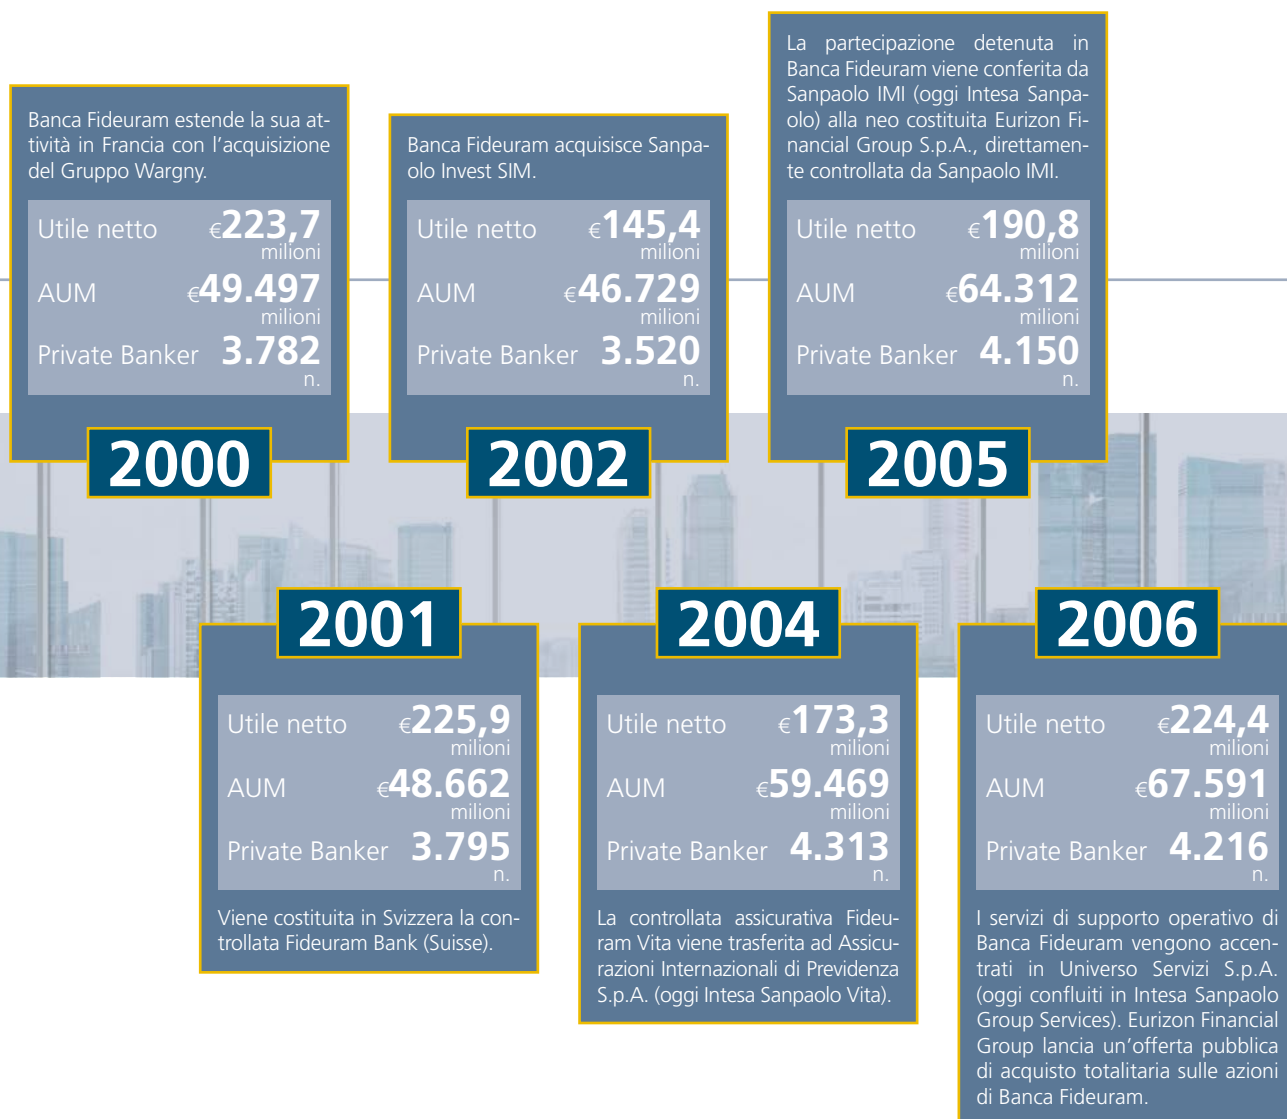 Banca Fideuram estende la sua at-
tività in Francia con l'acquisizione
del Gruppo Wargny.
Utile netto €223,7
milioni
AUM €49.497
milioni
Private Banker 3.782
n.
2000
2001
Utile netto €225,9
milioni
AUM €48.662
milioni
Private Banker 3.795
n.
Viene costituita in Svizzera la con-
trollata Fideuram Bank (Suisse).
Banca Fideuram acquisisce Sanpa-
olo Invest SIM.
Utile netto €145,4
milioni
AUM €46.729
milioni
Private Banker 3.520
n.
2002
2004
Utile netto €173,3
milioni
AUM €59.469
milioni
Private Banker 4.313
n.
La controllata assicurativa Fideu-
ram Vita viene trasferita ad Assicu-
razioni Internazionali di Previdenza
S.p.A. (oggi Intesa Sanpaolo Vita).
La partecipazione detenuta in
Banca Fideuram viene conferita da
Sanpaolo IMI (oggi Intesa Sanpa-
olo) alla neo costituita Eurizon Fi-
nancial Group S.p.A., direttamen-
te controllata da Sanpaolo IMI.
Utile netto €190,8
milioni
AUM €64.312
milioni
Private Banker 4.150
n.
2005
2006
Utile netto €224,4
milioni
AUM €67.591
milioni
Private Banker 4.216
n.
I servizi di supporto operativo di
Banca Fideuram vengono accen-
trati in Universo Servizi S.p.A.
(oggi confluiti in Intesa Sanpaolo
Group Services). Eurizon Financial
Group lancia un'offerta pubblica
di acquisto totalitaria sulle azioni
di Banca Fideuram.